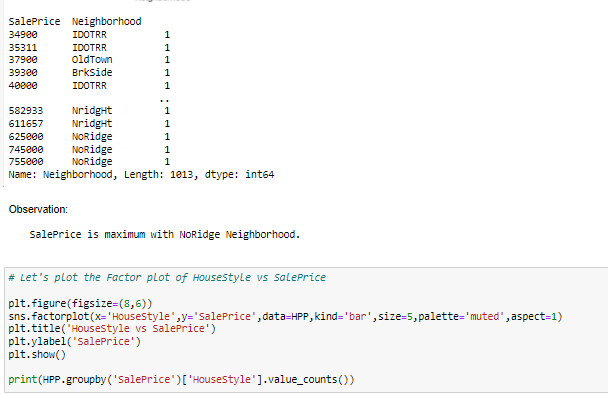 SalePrice  Neighborhood
34900      IDOTRR          1
35311      IDOTRR          1
37900      OldTown         1
39300      BrkSide         1
40000      IDOTRR          1
                          ..
582933     NridgHt         1
611657     NridgHt         1
625000     NoRidge         1
745000     NoRidge         1
755000     NoRidge         1
Name: Neighborhood, Length: 1013, dtype: int64
Observation:
SalePrice is maximum with NoRidge Neighborhood.
# Let's plot the Factor plot of HouseStyle vs SalePrice
plt.figure(figsize=(8,6))
sns.factorplot(x='HouseStyle',y='SalePrice',data=HPP,kind='bar',size=5,palette='muted',aspect=1)
plt.title('HouseStyle vs SalePrice')
plt.ylabel('SalePrice')
plt.show()
print(HPP.groupby('SalePrice')['HouseStyle'].value_counts())